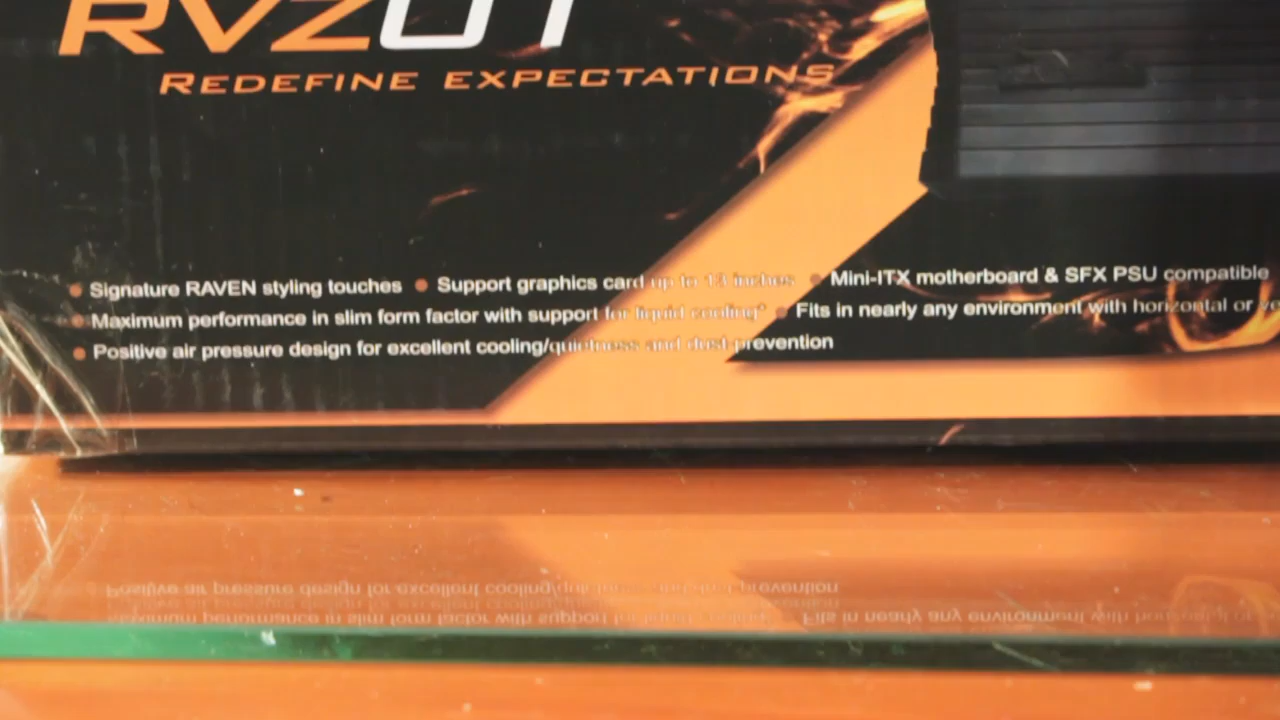 RVZ01
REDEFINE EXPECTATIONS
Signature RAVEN styling touches • Support graphics card up to 13 inches • Mini-ITX motherboard & SFX PSU compatible
Maximum performance in slim form factor with support for liquid cooling* • Fits in nearly any environment with horizontal or
Positive air pressure design for excellent cooling/quietness and dust prevention